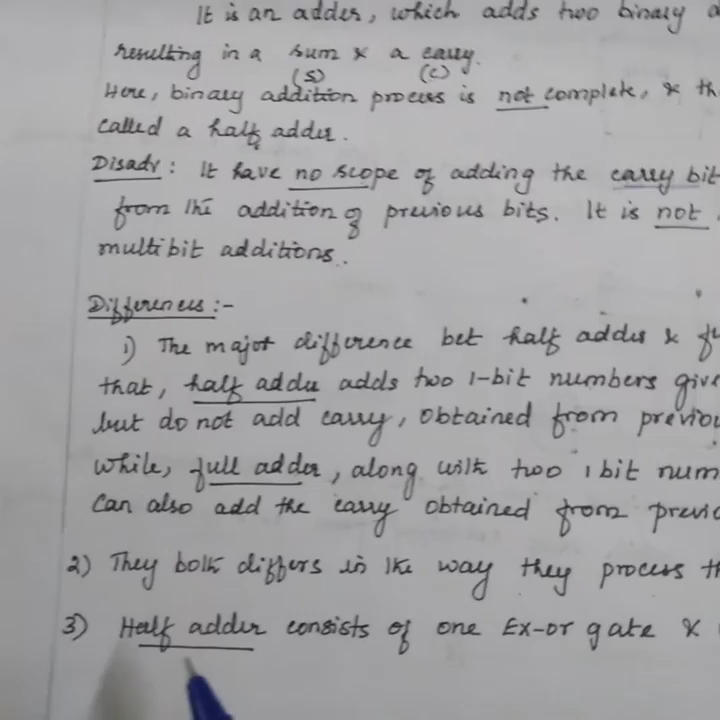 It is an adder, which adds two binary
resulting in a sum & a carry.
(S) (C)
Here, binary addition process is not complete, & th
called a half adder.
Disadv : It have no scope of adding the carry bit
from the addition of previous bits. It is not
multibit additions.
Differences :-
1) The major difference bet half adder & fu
that, half adder adds two 1-bit numbers give
but do not add carry, obtained from previou
while, full adder, along with two 1 bit num
Can also add the carry obtained from previo
2) They both differs in the way they process th
3) Half adder consists of one Ex-or gate &